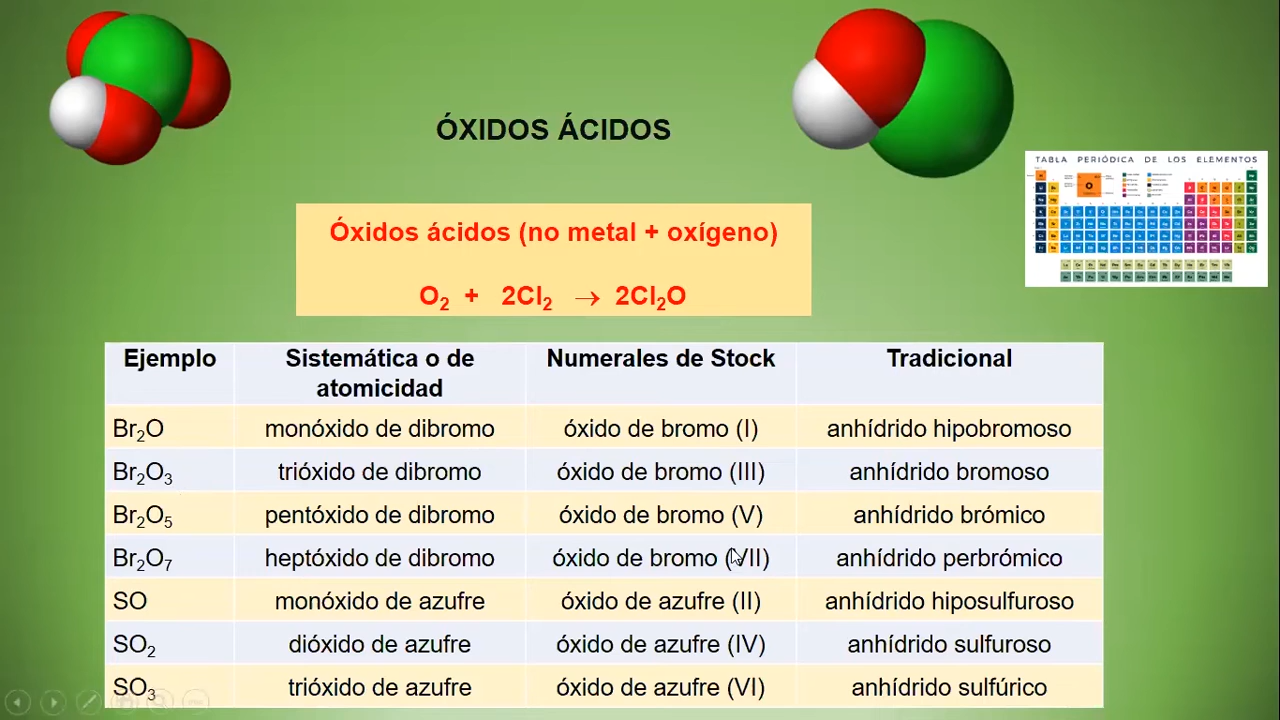 ÓXIDOS ÁCIDOS
TABLA PERIÓDICA DE LOS ELEMENTOS
Óxidos ácidos (no metal + oxígeno)
O₂ + 2Cl₂ → 2Cl₂O
Ejemplo Sistemática o de atomicidad Numerales de Stock Tradicional
Br₂O monóxido de dibromo óxido de bromo (I) anhídrido hipobromoso
Br₂O₃ trióxido de dibromo óxido de bromo (III) anhídrido bromoso
Br₂O₅ pentóxido de dibromo óxido de bromo (V) anhídrido brómico
Br₂O₇ heptóxido de dibromo óxido de bromo (VII) anhídrido perbrómico
SO monóxido de azufre óxido de azufre (II) anhídrido hiposulfuroso
SO₂ dióxido de azufre óxido de azufre (IV) anhídrido sulfuroso
SO₃ trióxido de azufre óxido de azufre (VI) anhídrido sulfúrico